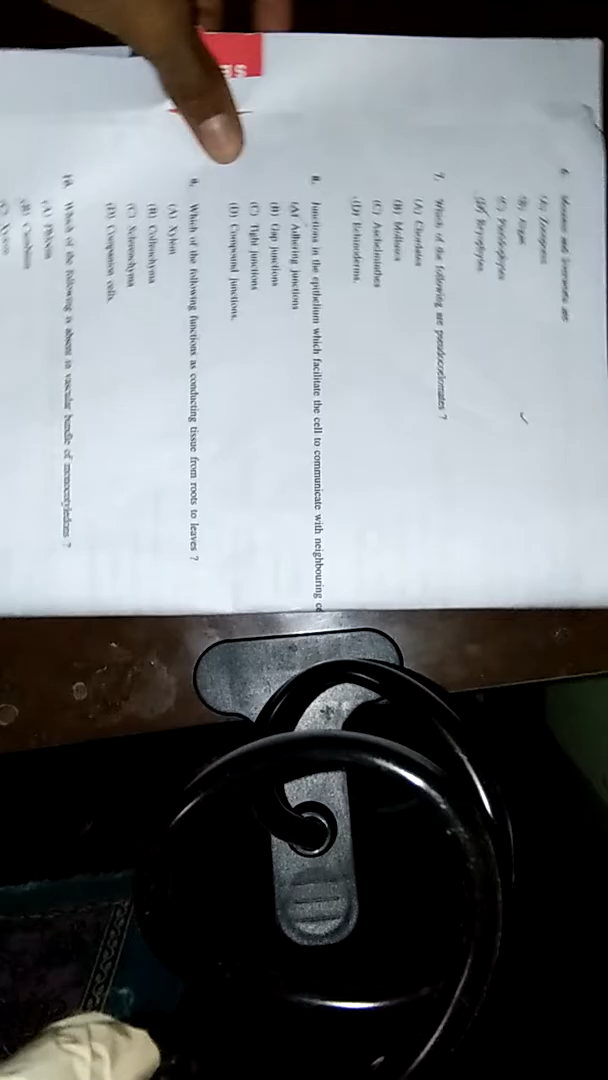 SE
6. and are
(B) Algae
(C) Pteridophytes
(D) Bryophytes
7. Which of the following are pseudocoelomates ?
(A) Chordates
(B) Molluscs
(C) Aschelminthes
(D) Echinoderms.
8. Junctions in the epithelium which facilitate the cell to communicate with neighbouring
(A) Adhering junctions
(B) Gap junctions
(C) Tight junctions
(D) Compound junctions.
9. Which of the following functions as conducting tissue from roots to leaves ?
(A) Xylem
(B) Collenchyma
(C) Sclerenchyma
(D) Companion cells.
10. Which of the following is absent in vascular bundle of monocotyledons ?
(A) Phloem
(B) Cambium
(C) Xylem